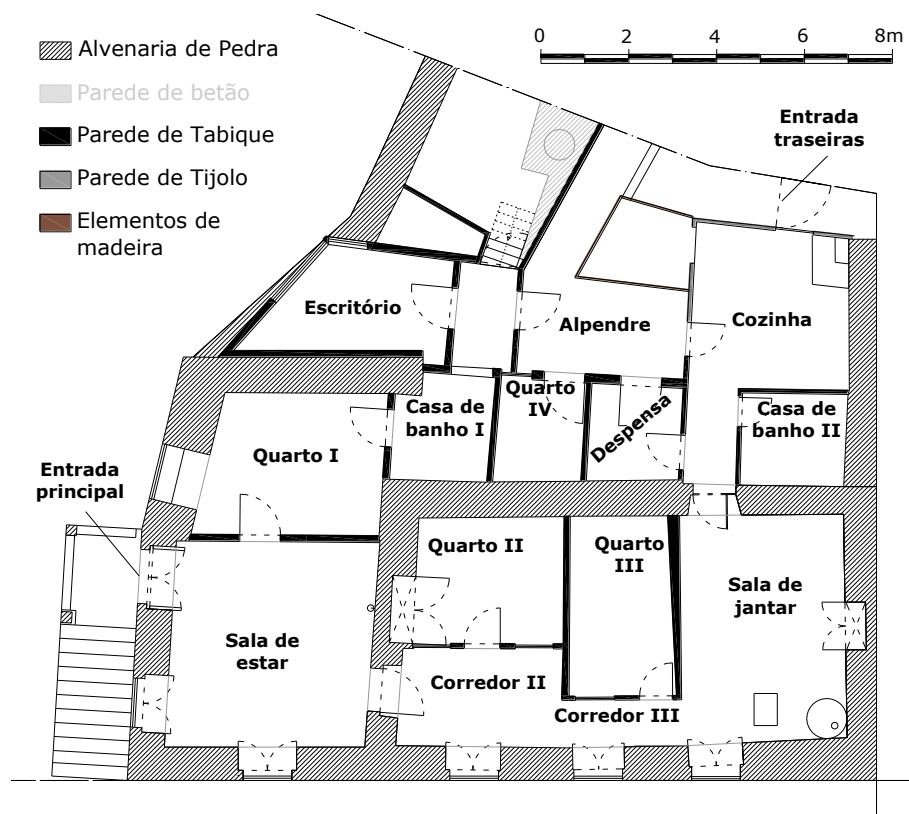 0 2 4 6 8m
Alvenaria de Pedra
Parede de betão
Parede de Tabique
Parede de Tijolo
Elementos de
madeira
Entrada
traseiras
Escritório
Alpendre
Cozinha
Quarto
IV
Casa de
banho I
Despensa
Casa de
banho II
Quarto I
Entrada
principal
Quarto II
Quarto
III
Sala de
jantar
Sala de
estar
Corredor II
Corredor III